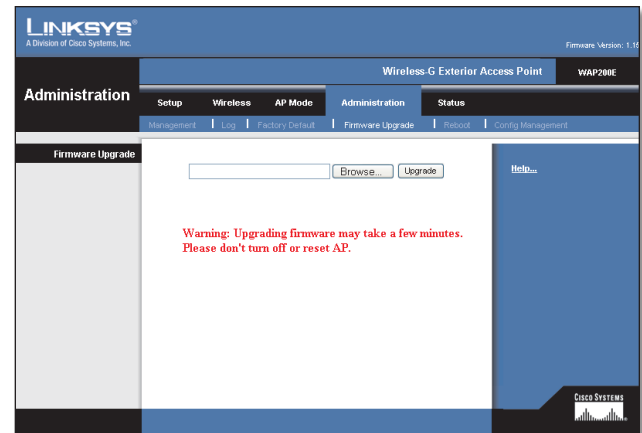 LINKSYS®
A Division of Cisco Systems, Inc.
Firmware Version: 1.15
Wireless-G Exterior Access Point
WAP200E
Administration
Setup
Wireless
AP Mode
Administration
Status
Management
Log
Factory Default
Firmware Upgrade
Reboot
Config Management
Firmware Upgrade
Browse...
Upgrade
Help...
Warning: Upgrading firmware may take a few minutes.
Please don't turn off or reset AP.
CISCO SYSTEMS